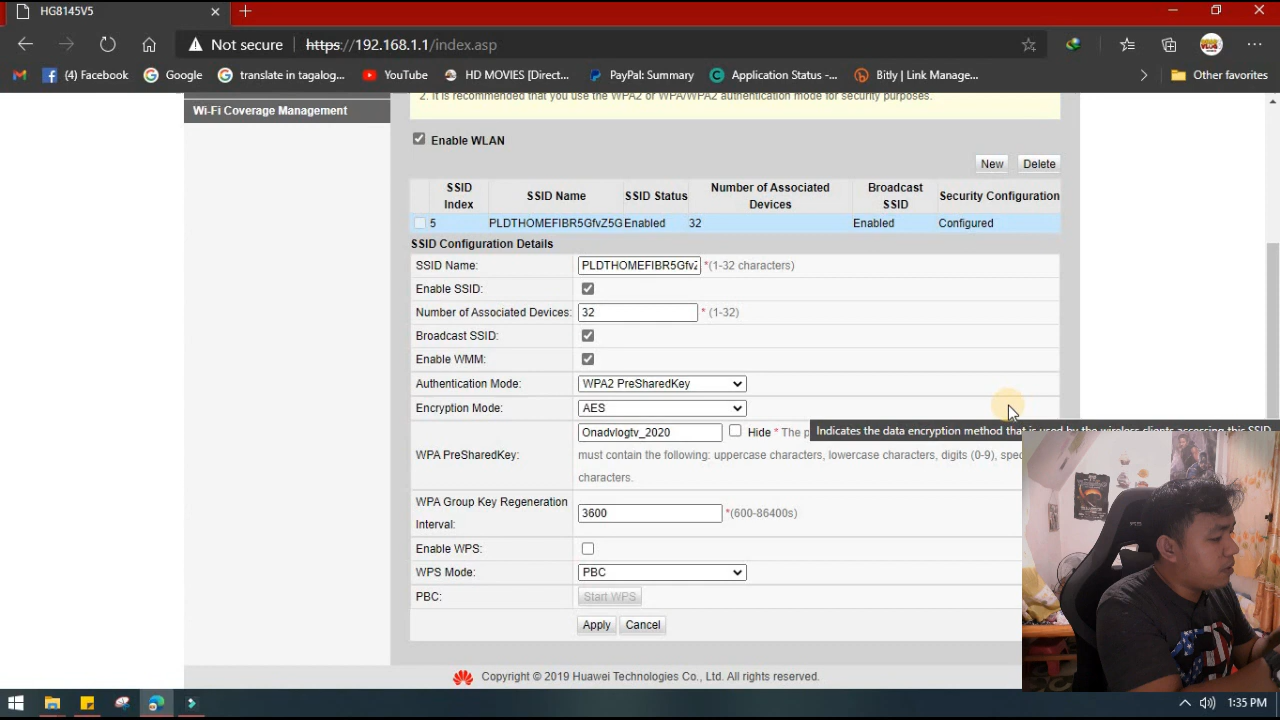 HG8145V5
Not secure https://192.168.1.1/index.asp
(4) Facebook Google translate in tagalog... YouTube HD MOVIES [Direct... PayPal: Summary Application Status -... Bitly | Link Manage... Other favorites
2. It is recommended that you use the WPA2 or WPA/WPA2 authentication mode for security purposes.
Wi-Fi Coverage Management
Enable WLAN
New Delete
SSID Index SSID Name SSID Status Number of Associated Devices Broadcast SSID Security Configuration
5 PLDTHOMEFIBR5GfvZ5G Enabled 32 Enabled Configured
SSID Configuration Details
SSID Name: PLDTHOMEFIBR5GfvZ *(1-32 characters)
Enable SSID:
Number of Associated Devices: 32 * (1-32)
Broadcast SSID:
Enable WMM:
Authentication Mode: WPA2 PreSharedKey
Encryption Mode: AES
Indicates the data encryption method that is used by the wireless clients accessing this SSID
WPA PreSharedKey: Onadvlogtv_2020 Hide * The p
must contain the following: uppercase characters, lowercase characters, digits (0-9), spec
characters.
WPA Group Key Regeneration
Interval: 3600 *(600-86400s)
Enable WPS:
WPS Mode: PBC
PBC: Start WPS
Apply Cancel
Copyright © 2019 Huawei Technologies Co., Ltd. All rights reserved.
1:35 PM